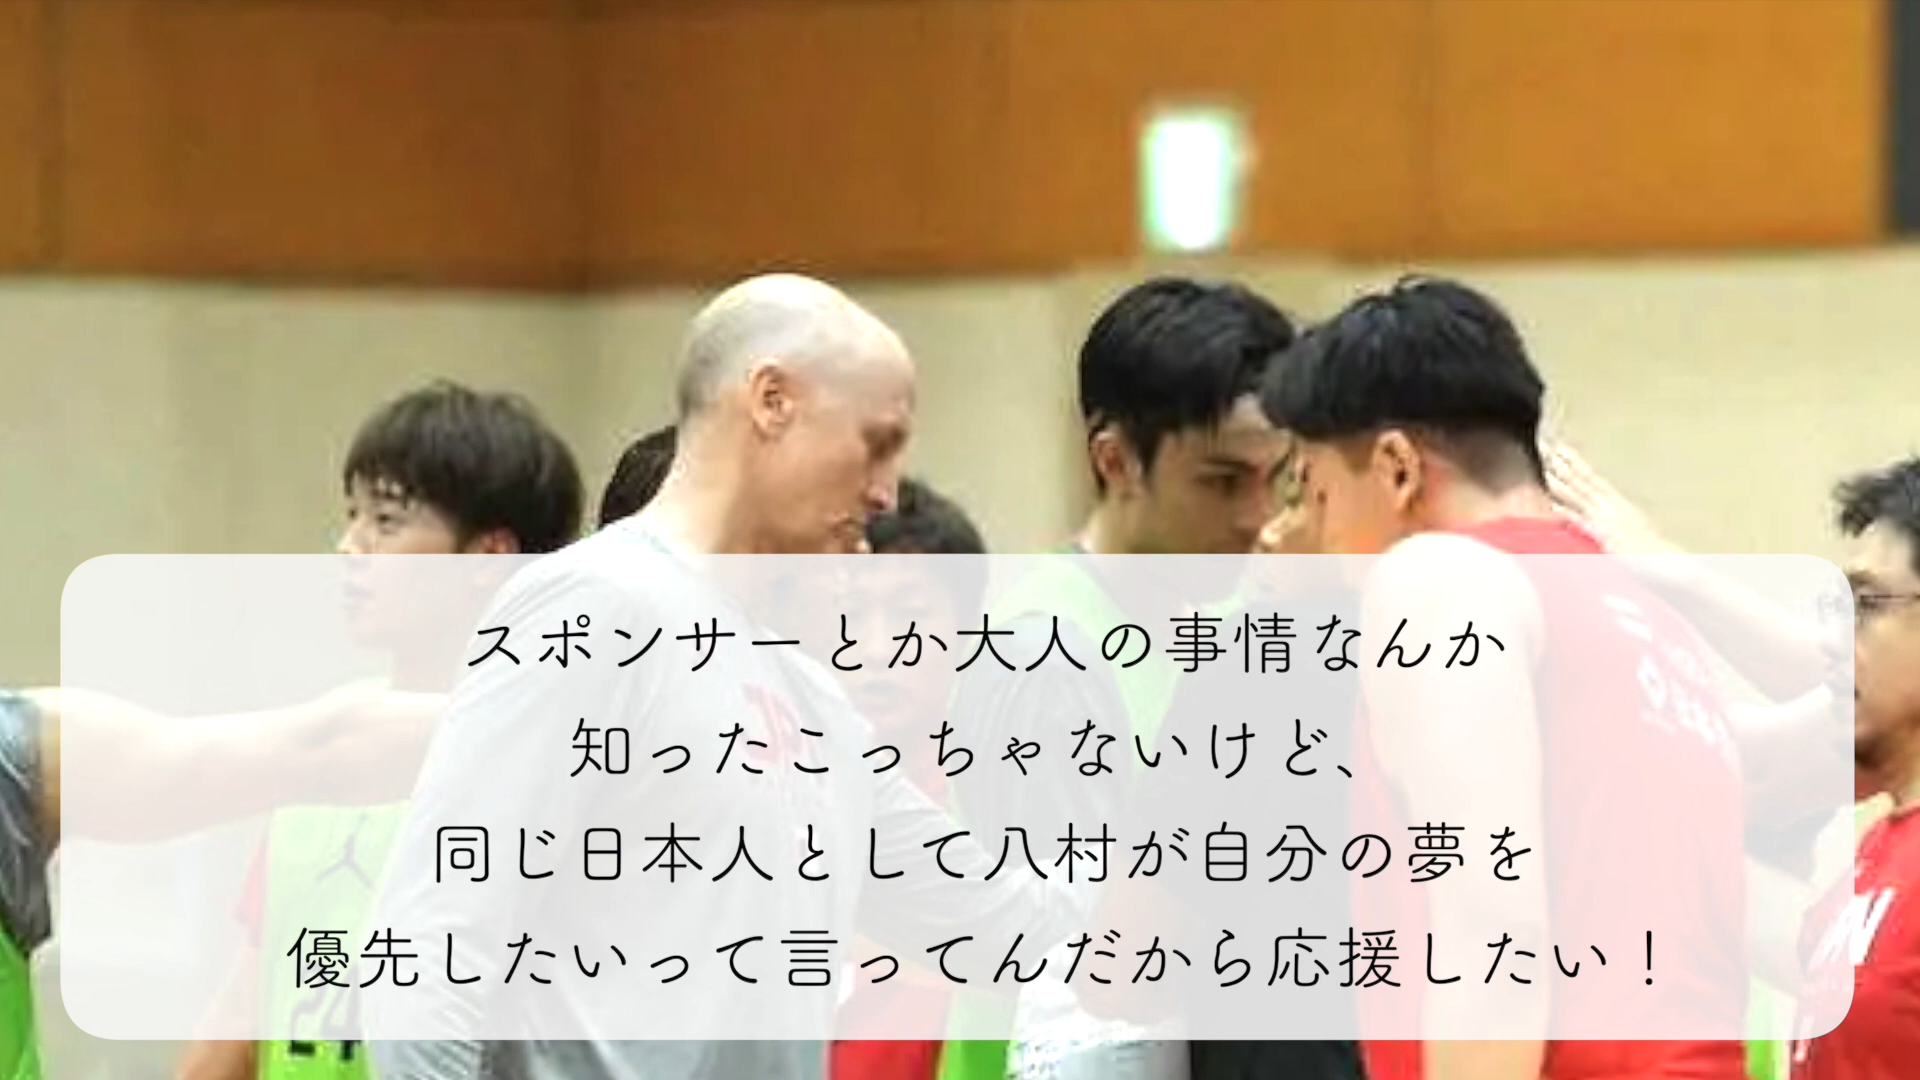 スポンサーとか大人の事情なんか
知ったこっちゃないけど、
同じ日本人として八村が自分の夢を
優先したいって言ってんだから応援したい！
24